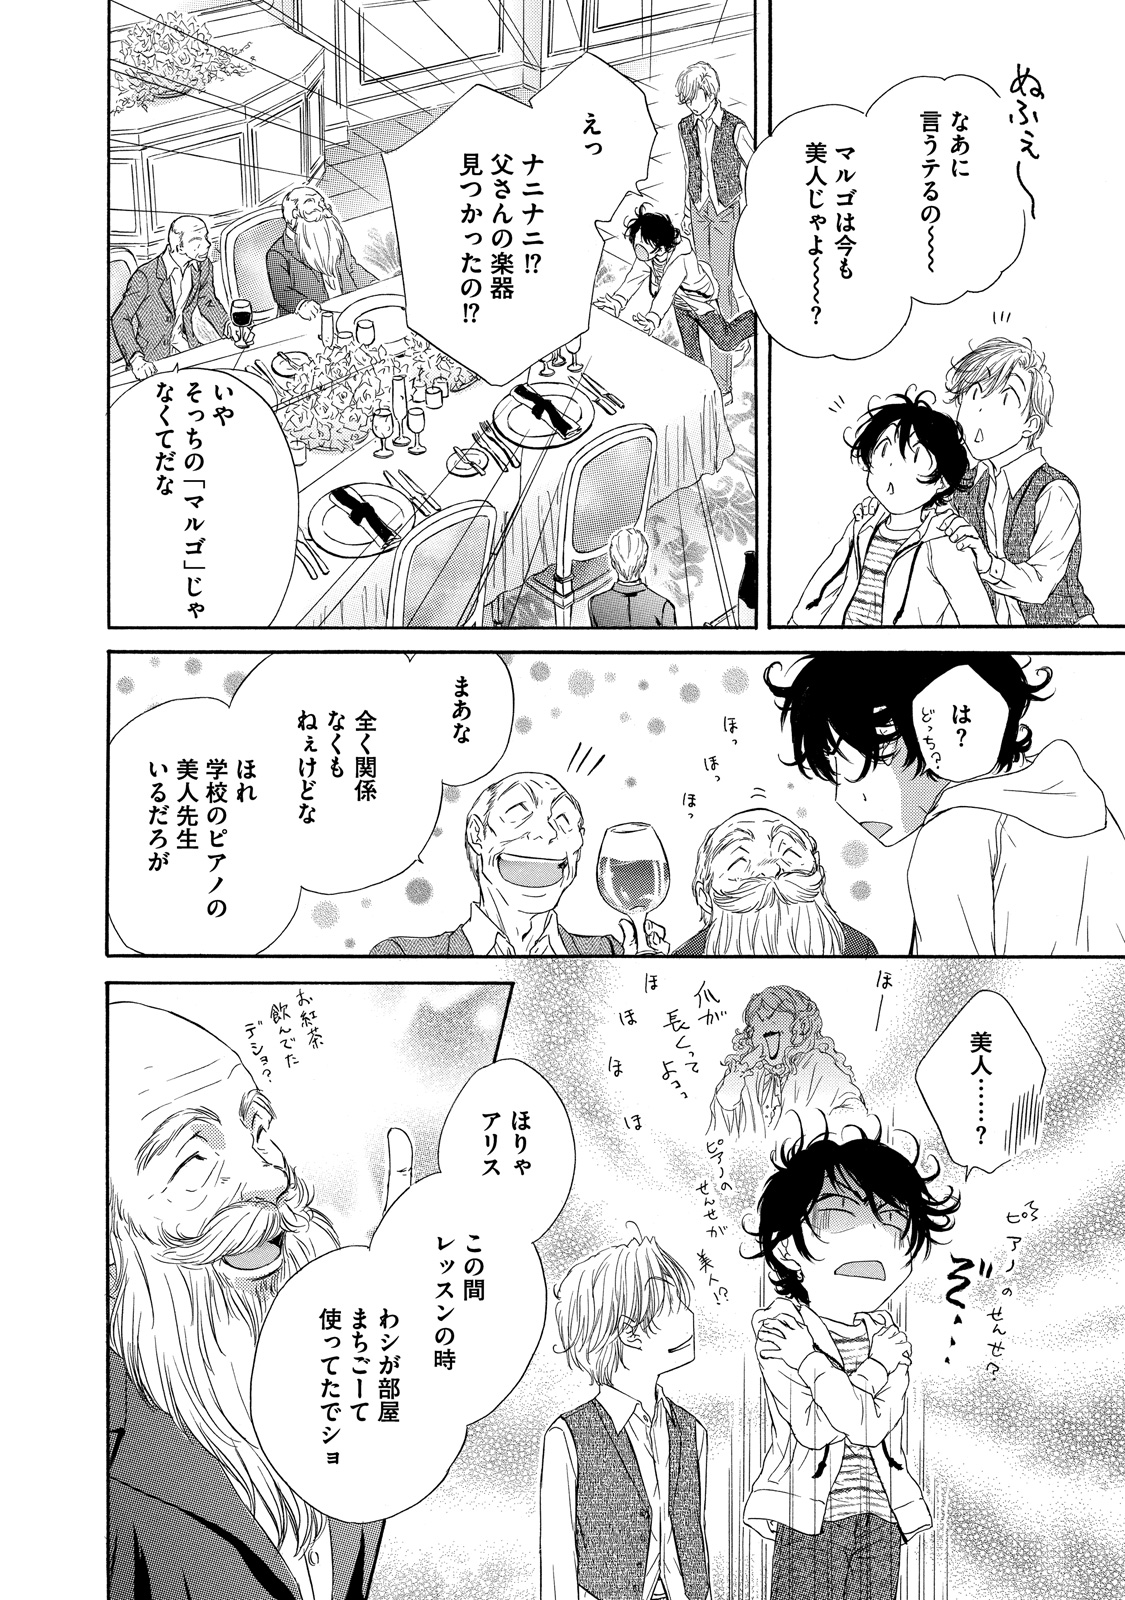 ぬふぇ〜
なあに
言うテるの〜〜〜
マルゴは今も
美人じゃよ〜〜〜？
えっ
ナニナニ!?
父さんの楽器
見つかったの!?
いや
そっちの「マルゴ」じゃ
なくてだな
は？
どっち？
ほっ
ほっ
ほっ
まあな
全く関係
なくも
ねぇけどな
ほれ
学校のピアノの
美人先生
いるだろが
美人……？
ピアノのせんせ？
ぞ
ほー
爪が
長くって
よっっ
ほ
ほ
ほ
ほ
ピアノの
せんせが
美人!?
ほりゃ
アリス
この間
レッスンの時
わシが部屋
まちごーて
使ってたでショ
お紅茶
飲んでた
デショ？